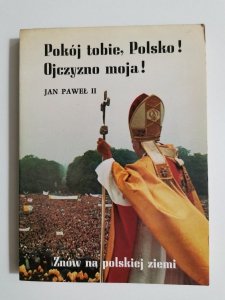 Pokój tobie, Polsko!
Ojczyzno moja!
JAN PAWEŁ II
Znów na polskiej ziemi